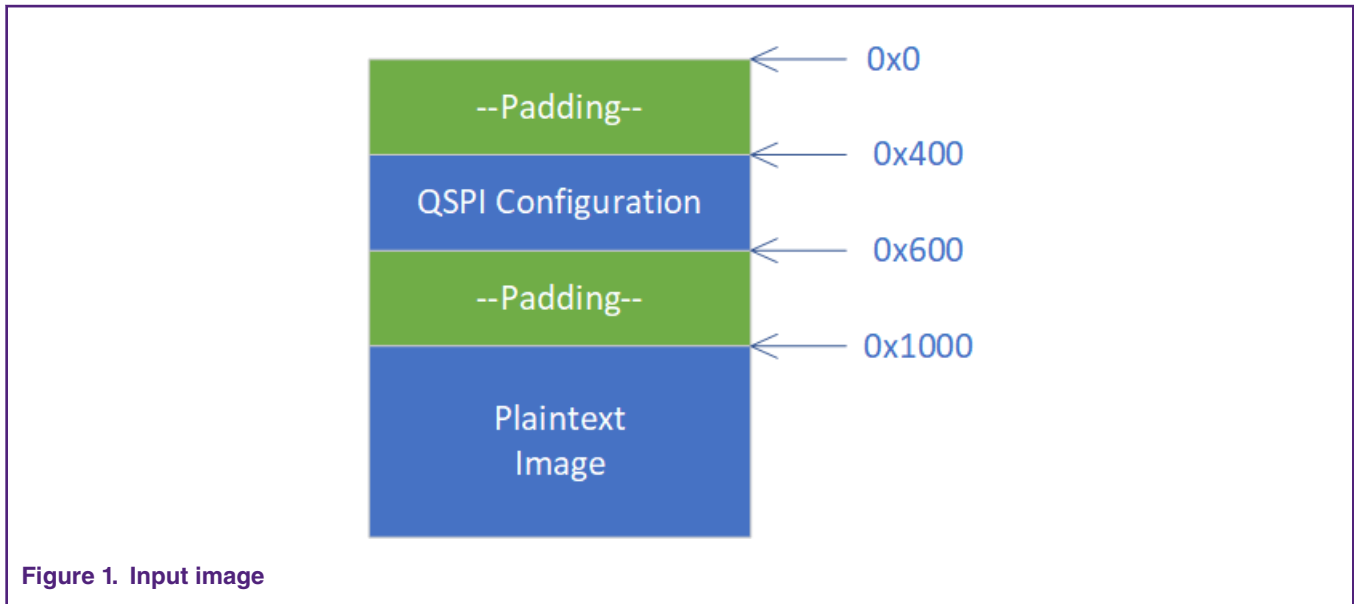 0x0
--Padding--
0x400
QSPI Configuration
0x600
--Padding--
0x1000
Plaintext
Image
Figure 1. Input image